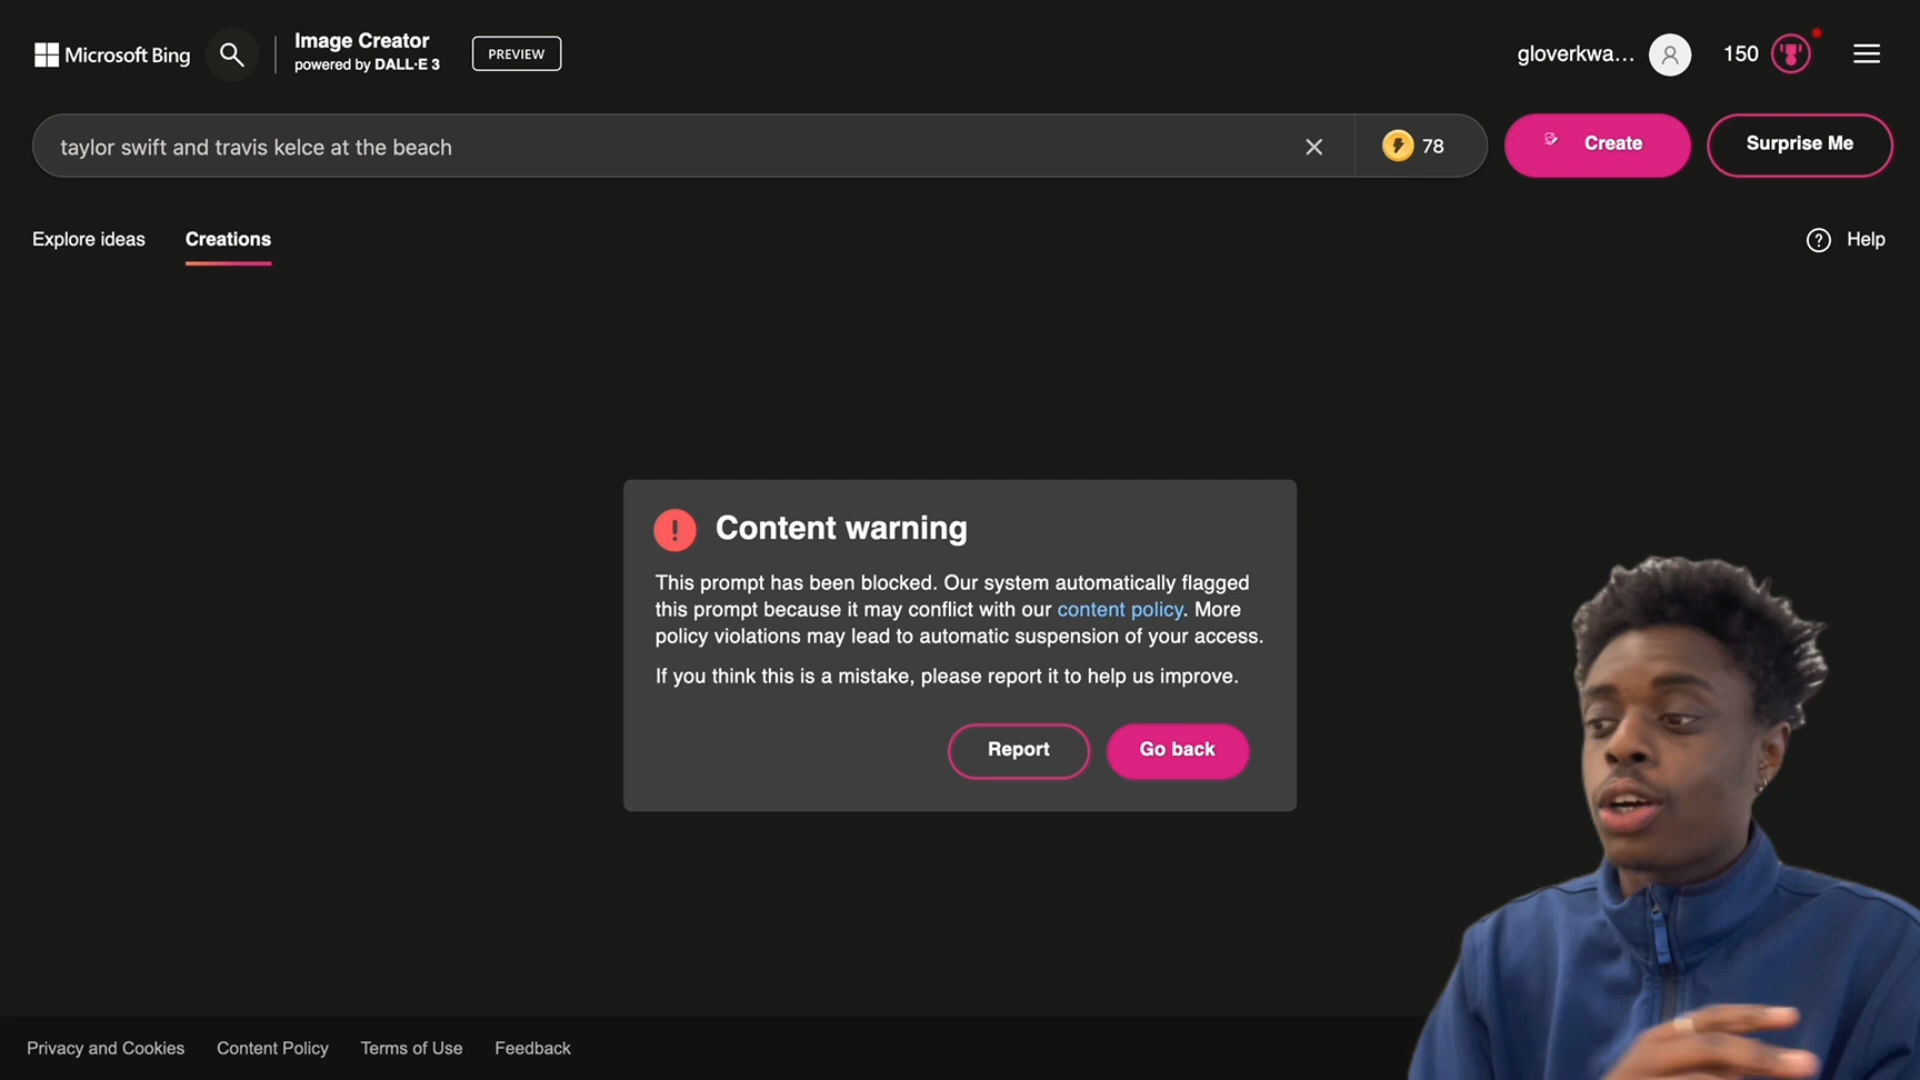 Microsoft Bing
Image Creator
powered by DALL·E 3
PREVIEW
gloverkwa...
150
taylor swift and travis kelce at the beach
78
Create
Surprise Me
Explore ideas
Creations
Help
Content warning
This prompt has been blocked. Our system automatically flagged
this prompt because it may conflict with our content policy. More
policy violations may lead to automatic suspension of your access.
If you think this is a mistake, please report it to help us improve.
Report
Go back
Privacy and Cookies
Content Policy
Terms of Use
Feedback